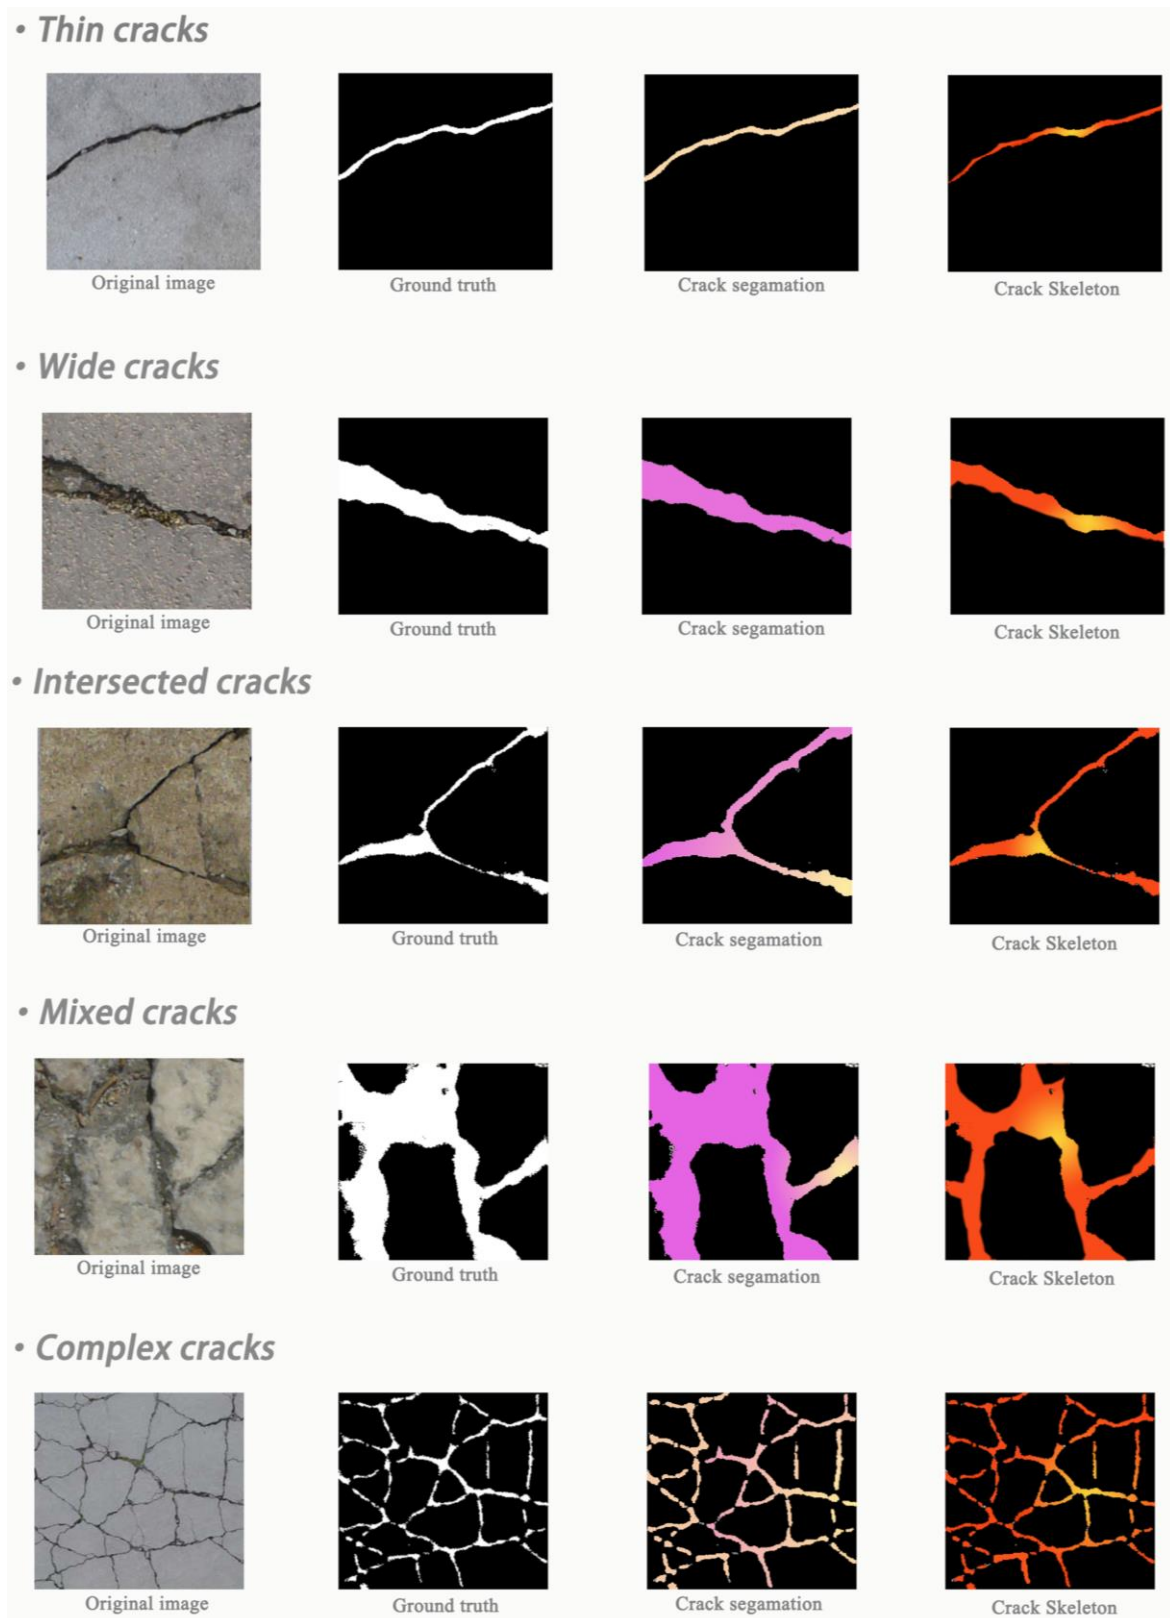 • Thin cracks
Original image
Ground truth
Crack segamation
Crack Skeleton
• Wide cracks
Original image
Ground truth
Crack segamation
Crack Skeleton
• Intersected cracks
Original image
Ground truth
Crack segamation
Crack Skeleton
• Mixed cracks
Original image
Ground truth
Crack segamation
Crack Skeleton
• Complex cracks
Original image
Ground truth
Crack segamation
Crack Skeleton